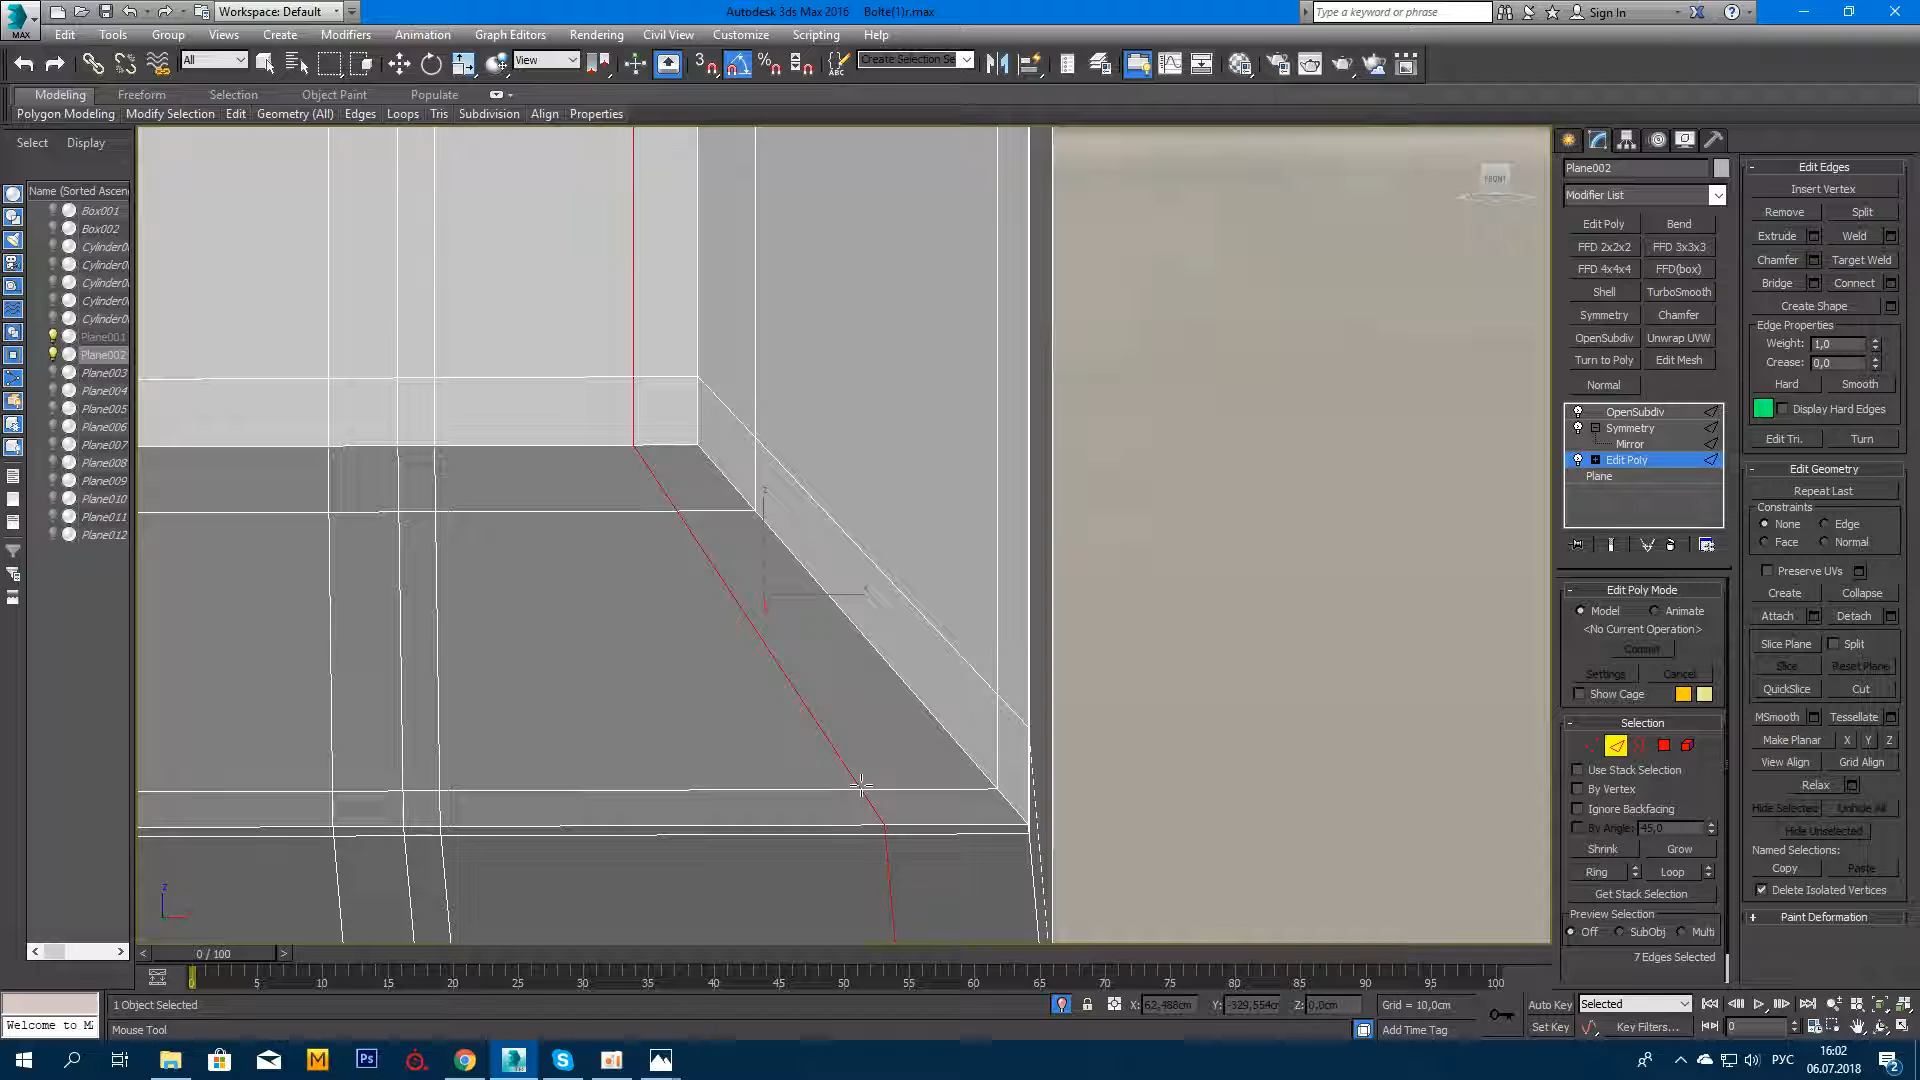 Workspace: Default
Autodesk 3ds Max 2016
Bolte(1)r.max
Type a keyword or phrase
Sign In
MAX
Edit Tools Group Views Create Modifiers Animation Graph Editors Rendering Civil View Customize Scripting Help
All
View
3
ABC
Create Selection Se
Modeling Freeform Selection Object Paint Populate
Polygon Modeling Modify Selection Edit Geometry (All) Edges Loops Tris Subdivision Align Properties
Select Display
Name (Sorted Ascen
Box001
Box002
Cylinder0
Cylinder0
Cylinder0
Cylinder0
Cylinder0
Plane001
Plane002
Plane003
Plane004
Plane005
Plane006
Plane007
Plane008
Plane009
Plane010
Plane011
Plane012
FRONT
z
z
Plane002
Modifier List
Edit Poly Bend
FFD 2x2x2 FFD 3x3x3
FFD 4x4x4 FFD(box)
Shell TurboSmooth
Symmetry Chamfer
OpenSubdiv Unwrap UVW
Turn to Poly Edit Mesh
Normal
OpenSubdiv
Symmetry
Mirror
Edit Poly
Plane
Edit Poly Mode
Model Animate
<No Current Operation>
Commit
Settings Cancel
Show Cage
Selection
Use Stack Selection
By Vertex
Ignore Backfacing
By Angle: 45,0
Shrink Grow
Ring Loop
Get Stack Selection
Preview Selection
Off SubObj Multi
7 Edges Selected
Edit Edges
Insert Vertex
Remove Split
Extrude Weld
Chamfer Target Weld
Bridge Connect
Create Shape
Edge Properties
Weight: 1,0
Crease: 0,0
Hard Smooth
Display Hard Edges
Edit Tri. Turn
Edit Geometry
Repeat Last
Constraints
None Edge
Face Normal
Preserve UVs
Create Collapse
Attach Detach
Slice Plane Split
Slice Reset Plane
QuickSlice Cut
MSmooth Tessellate
Make Planar X Y Z
View Align Grid Align
Relax
Hide Selected Unhide All
Hide Unselected
Named Selections:
Copy Paste
Delete Isolated Vertices
Paint Deformation
0 / 100
0 5 10 15 20 25 30 35 40 45 50 55 60 65 70 75 80 85 90 95 100
1 Object Selected
X: 62,488cm Y: -329,554cm Z: 0,0cm Grid = 10,0cm
Auto Key Selected
Welcome to M
Mouse Tool
Add Time Tag
Set Key Key Filters... 0
Ps
РУС
16:02
06.07.2018
2